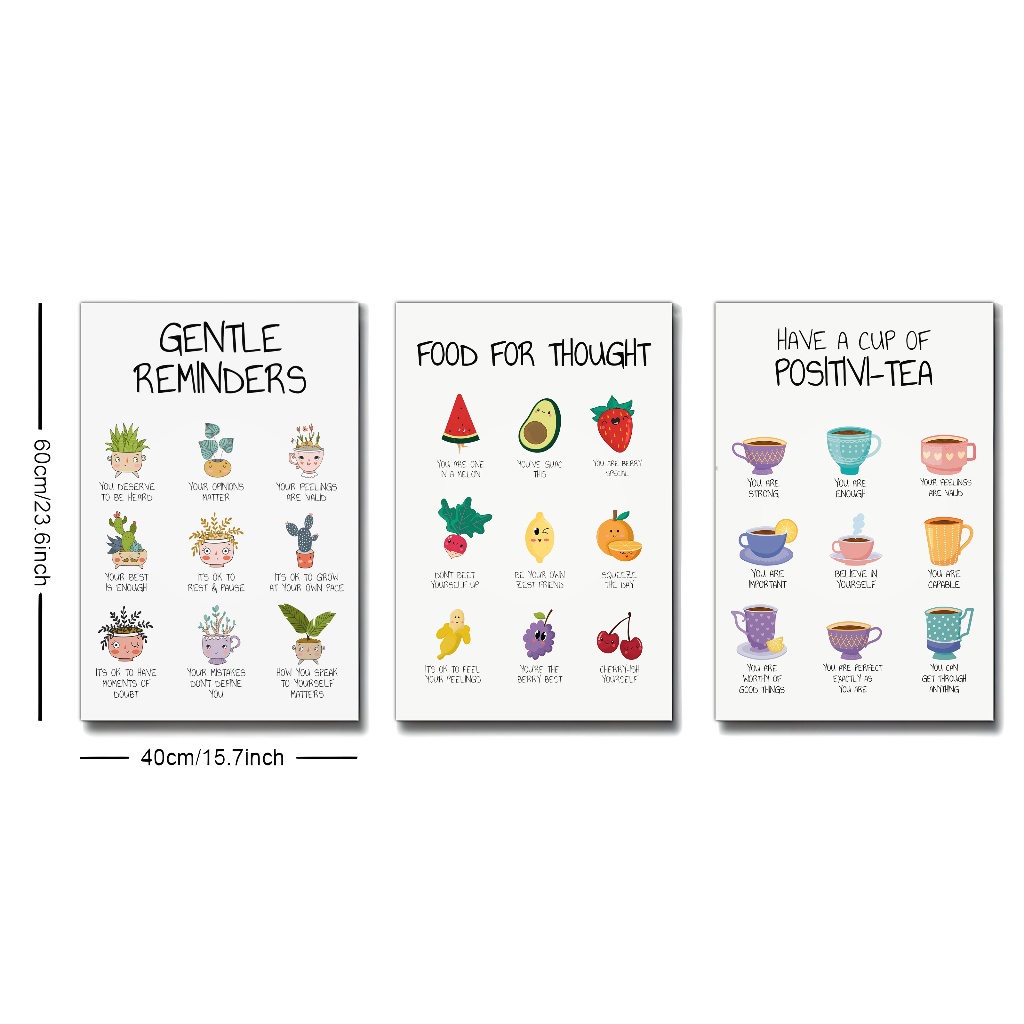 GENTLE
REMINDERS
YOU DESERVE
TO BE HEARD
YOUR OPINIONS
MATTER
YOUR FEELINGS
ARE VALID
YOUR BEST
IS ENOUGH
IT'S OK TO
REST & PAUSE
IT'S OK TO GROW
AT YOUR OWN PACE
IT'S OK TO HAVE
MOMENTS OF
DOUBT
YOUR MISTAKES
DON'T DEFINE
YOU
HOW YOU SPEAK
TO YOURSELF
MATTERS
FOOD FOR THOUGHT
YOU ARE ONE
IN A MELON
YOU'VE GUAC
THIS
YOU ARE BERRY
SPECIAL
DON'T BEET
YOURSELF UP
BE YOUR OWN
ZEST FRIEND
SQUEEZE
THE DAY
IT'S OK TO FEEL
YOUR PEELINGS
YOU'RE THE
BERRY BEST
CHERRY-ISH
YOURSELF
HAVE A CUP OF
POSITIVI-TEA
YOU ARE
STRONG
YOU ARE
ENOUGH
YOUR FEELINGS
ARE VALID
YOU ARE
IMPORTANT
BELIEVE IN
YOURSELF
YOU ARE
CAPABLE
YOU ARE
WORTHY OF
GOOD THINGS
YOU ARE PERFECT
EXACTLY AS
YOU ARE
YOU CAN
GET THROUGH
ANYTHING
60cm/23.6inch
40cm/15.7inch